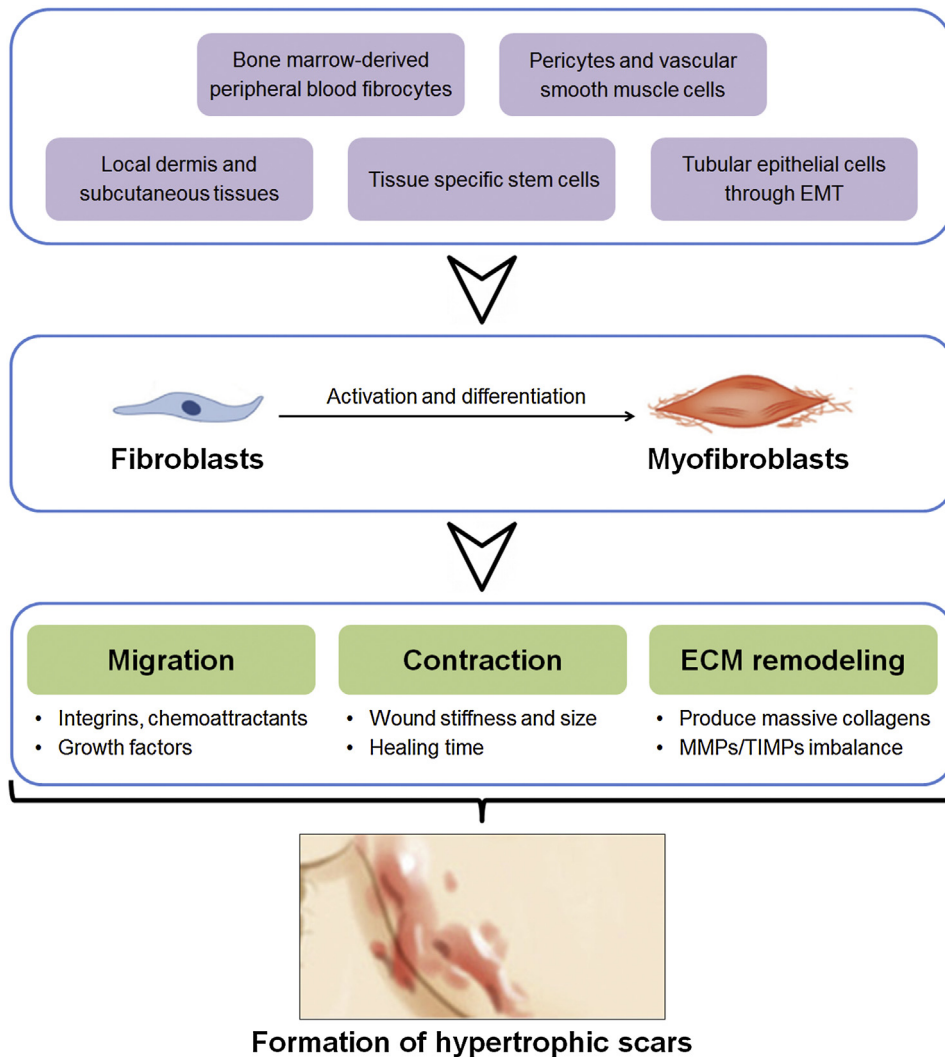 Bone marrow-derived
peripheral blood fibrocytes
Pericytes and vascular
smooth muscle cells
Local dermis and
subcutaneous tissues
Tissue specific stem cells
Tubular epithelial cells
through EMT
Activation and differentiation
Fibroblasts
Myofibroblasts
Migration
• Integrins, chemoattractants
• Growth factors
Contraction
• Wound stiffness and size
• Healing time
ECM remodeling
• Produce massive collagens
• MMPs/TIMPs imbalance
Formation of hypertrophic scars